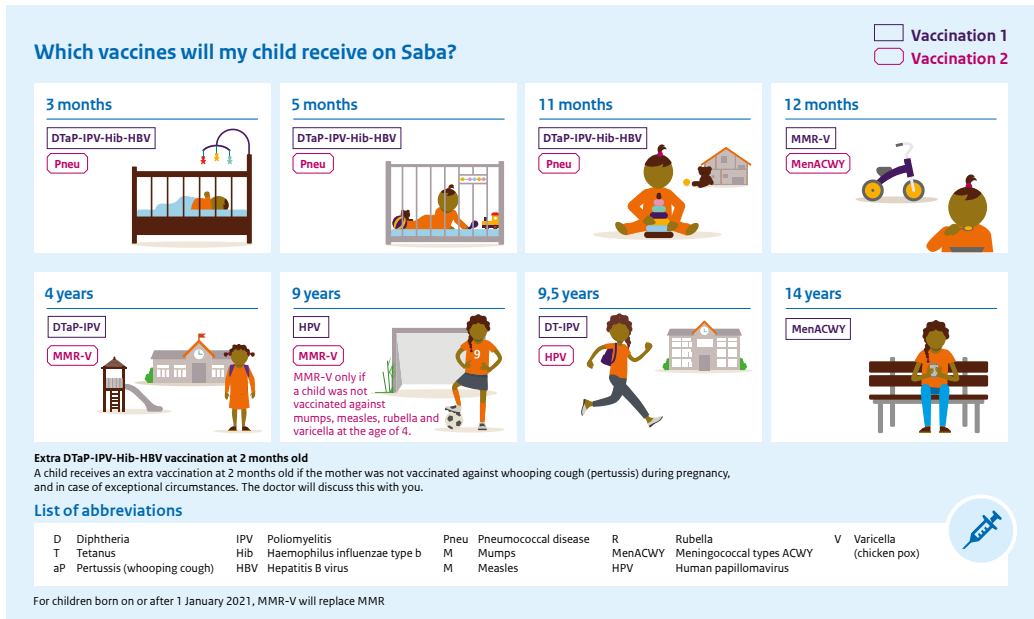 Which vaccines will my child receive on Saba?
Vaccination 1
Vaccination 2
3 months
DTaP-IPV-Hib-HBV
Pneu
5 months
DTaP-IPV-Hib-HBV
Pneu
11 months
DTaP-IPV-Hib-HBV
Pneu
12 months
MMR-V
MenACWY
4 years
DTaP-IPV
MMR-V
9 years
HPV
MMR-V
MMR-V only if
a child was not
vaccinated against
mumps, measles, rubella and
varicella at the age of 4.
9
9,5 years
DT-IPV
HPV
14 years
MenACWY
Extra DTaP-IPV-Hib-HBV vaccination at 2 months old
A child receives an extra vaccination at 2 months old if the mother was not vaccinated against whooping cough (pertussis) during pregnancy,
and in case of exceptional circumstances. The doctor will discuss this with you.
List of abbreviations
D Diphtheria
T Tetanus
aP Pertussis (whooping cough)
IPV Poliomyelitis
Hib Haemophilus influenzae type b
HBV Hepatitis B virus
Pneu Pneumococcal disease
M Mumps
M Measles
R Rubella
MenACWY Meningococcal types ACWY
HPV Human papillomavirus
V Varicella
(chicken pox)
For children born on or after 1 January 2021, MMR-V will replace MMR